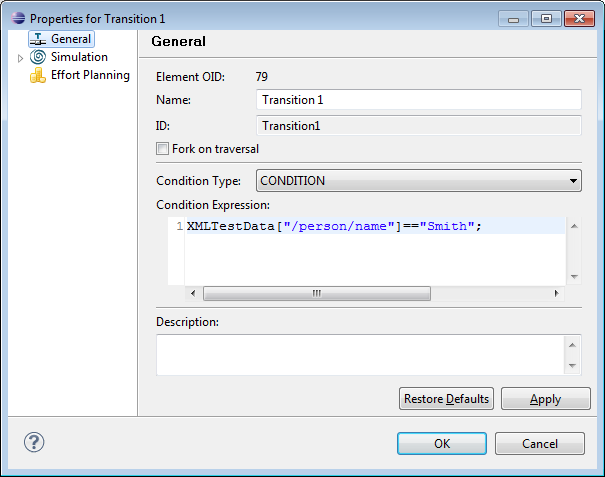 Properties for Transition 1
General
Simulation
Effort Planning
General
Element OID: 79
Name: Transition 1
ID: Transition1
Fork on traversal
Condition Type: CONDITION
Condition Expression:
1 XMLTestData["/person/name"]=="Smith";
Description:
Restore Defaults Apply
? OK Cancel